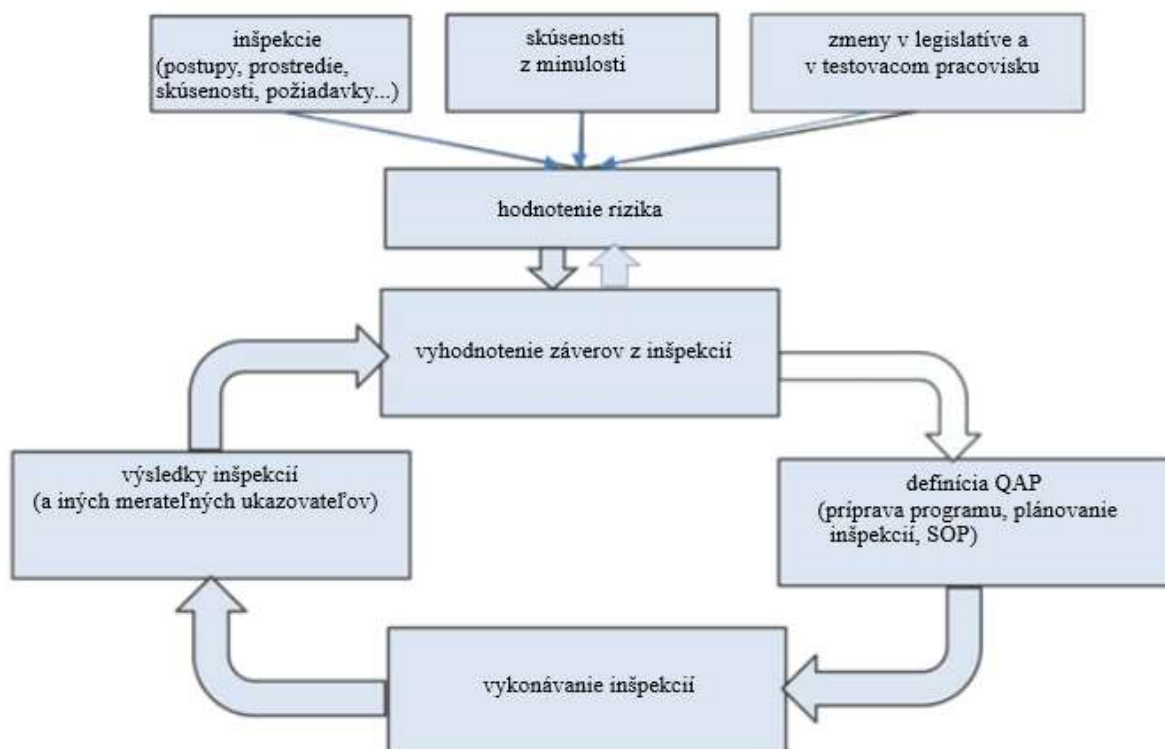 inšpekcie
(postupy, prostredie,
skúsenosti, požiadavky...)
skúsenosti
z minulosti
zmeny v legislatíve a
v testovacom pracovisku
hodnotenie rizika
vyhodnotenie záverov z inšpekcií
výsledky inšpekcií
(a iných merateľných ukazovateľov)
definícia QAP
(príprava programu, plánovanie
inšpekcií, SOP)
vykonávanie inšpekcií